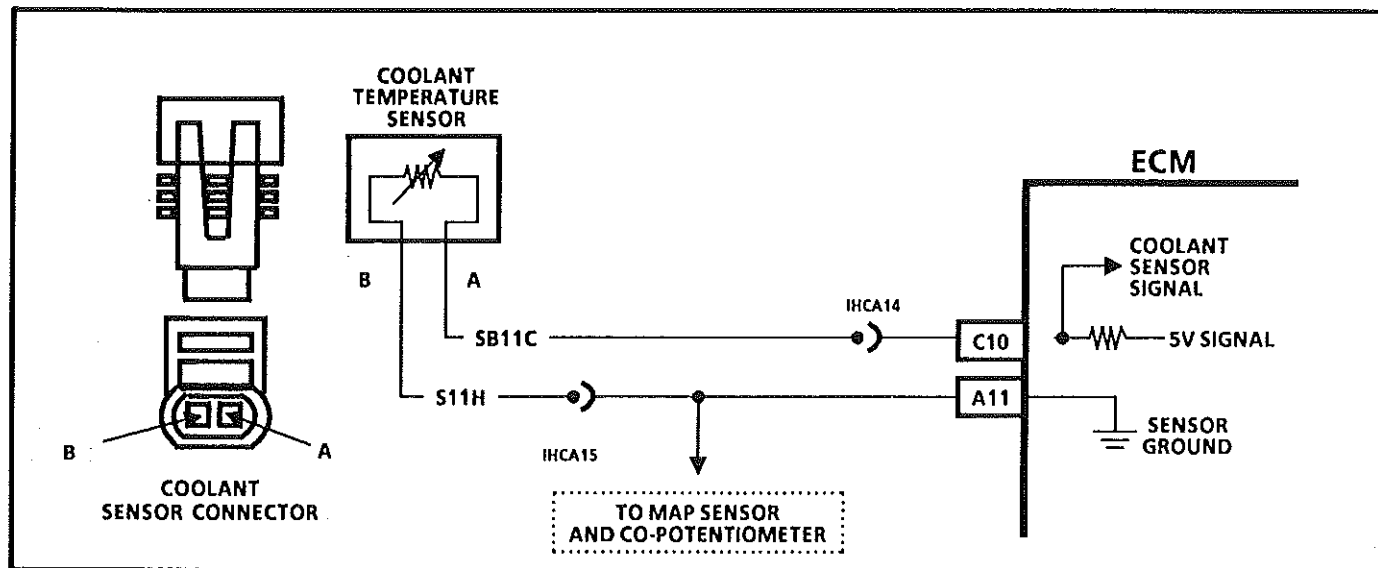 COOLANT
TEMPERATURE
SENSOR
ECM
B
A
COOLANT
SENSOR
SIGNAL
IHCA14
SB11C
C10
5V SIGNAL
S11H
A11
SENSOR
GROUND
B
A
IHCA15
COOLANT
SENSOR CONNECTOR
TO MAP SENSOR
AND CO-POTENTIOMETER